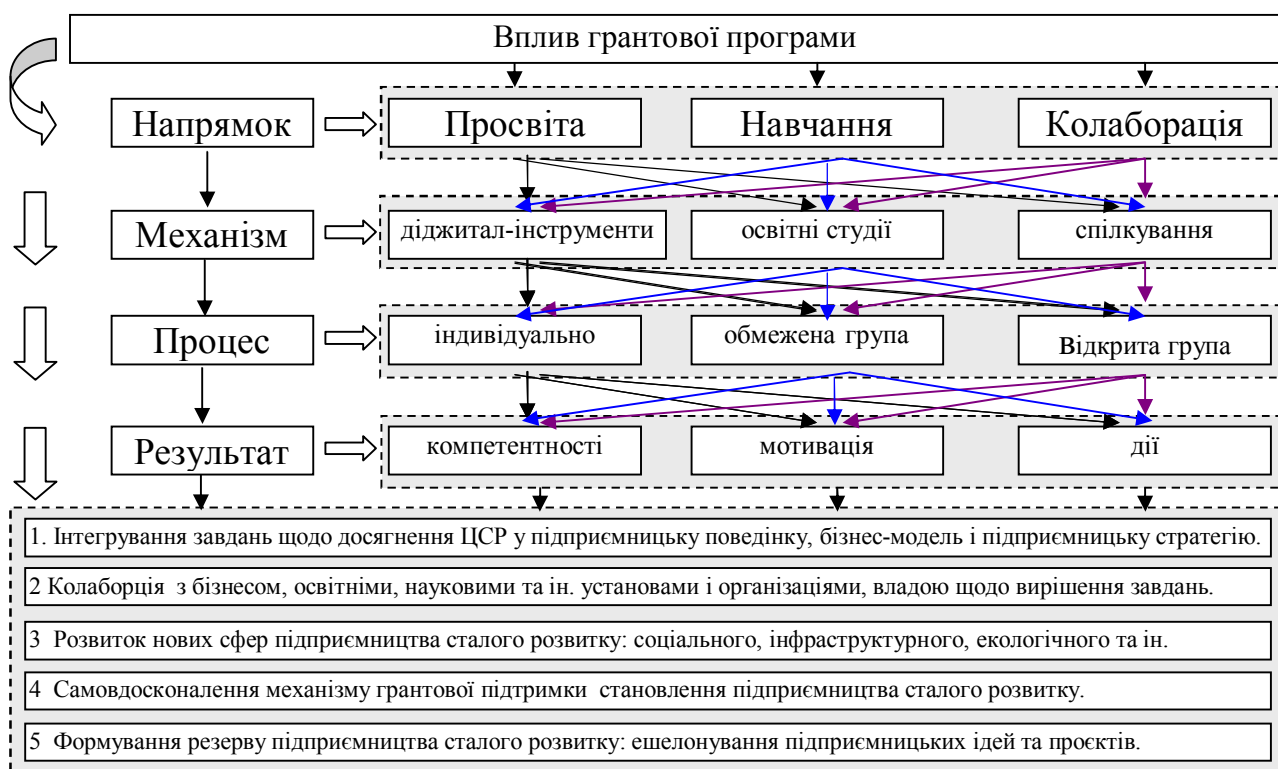 Вплив грантової програми
Напрямок
Просвіта
Навчання
Колаборація
Механізм
діджитал-інструменти
освітні студії
спілкування
Процес
індивідуально
обмежена група
Відкрита група
Результат
компетентності
мотивація
дії
1. Інтегрування завдань щодо досягнення ЦСР у підприємницьку поведінку, бізнес-модель і підприємницьку стратегію.
2 Колаборція з бізнесом, освітніми, науковими та ін. установами і організаціями, владою щодо вирішення завдань.
3 Розвиток нових сфер підприємництва сталого розвитку: соціального, інфраструктурного, екологічного та ін.
4 Самовдосконалення механізму грантової підтримки становлення підприємництва сталого розвитку.
5 Формування резерву підприємництва сталого розвитку: ешелонування підприємницьких ідей та проєктів.